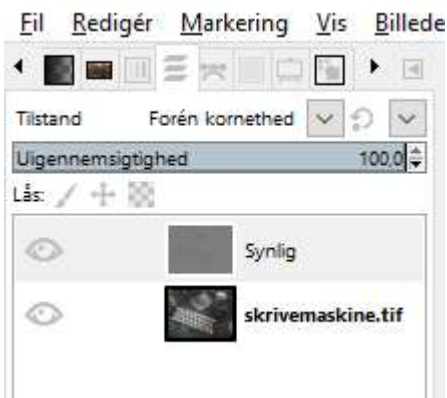 Fil Redigér Markering Vis Billede
Tilstand Forén kornethed
Uigennemsigtighed 100,0
Lås:
Synlig
skrivemaskine.tif